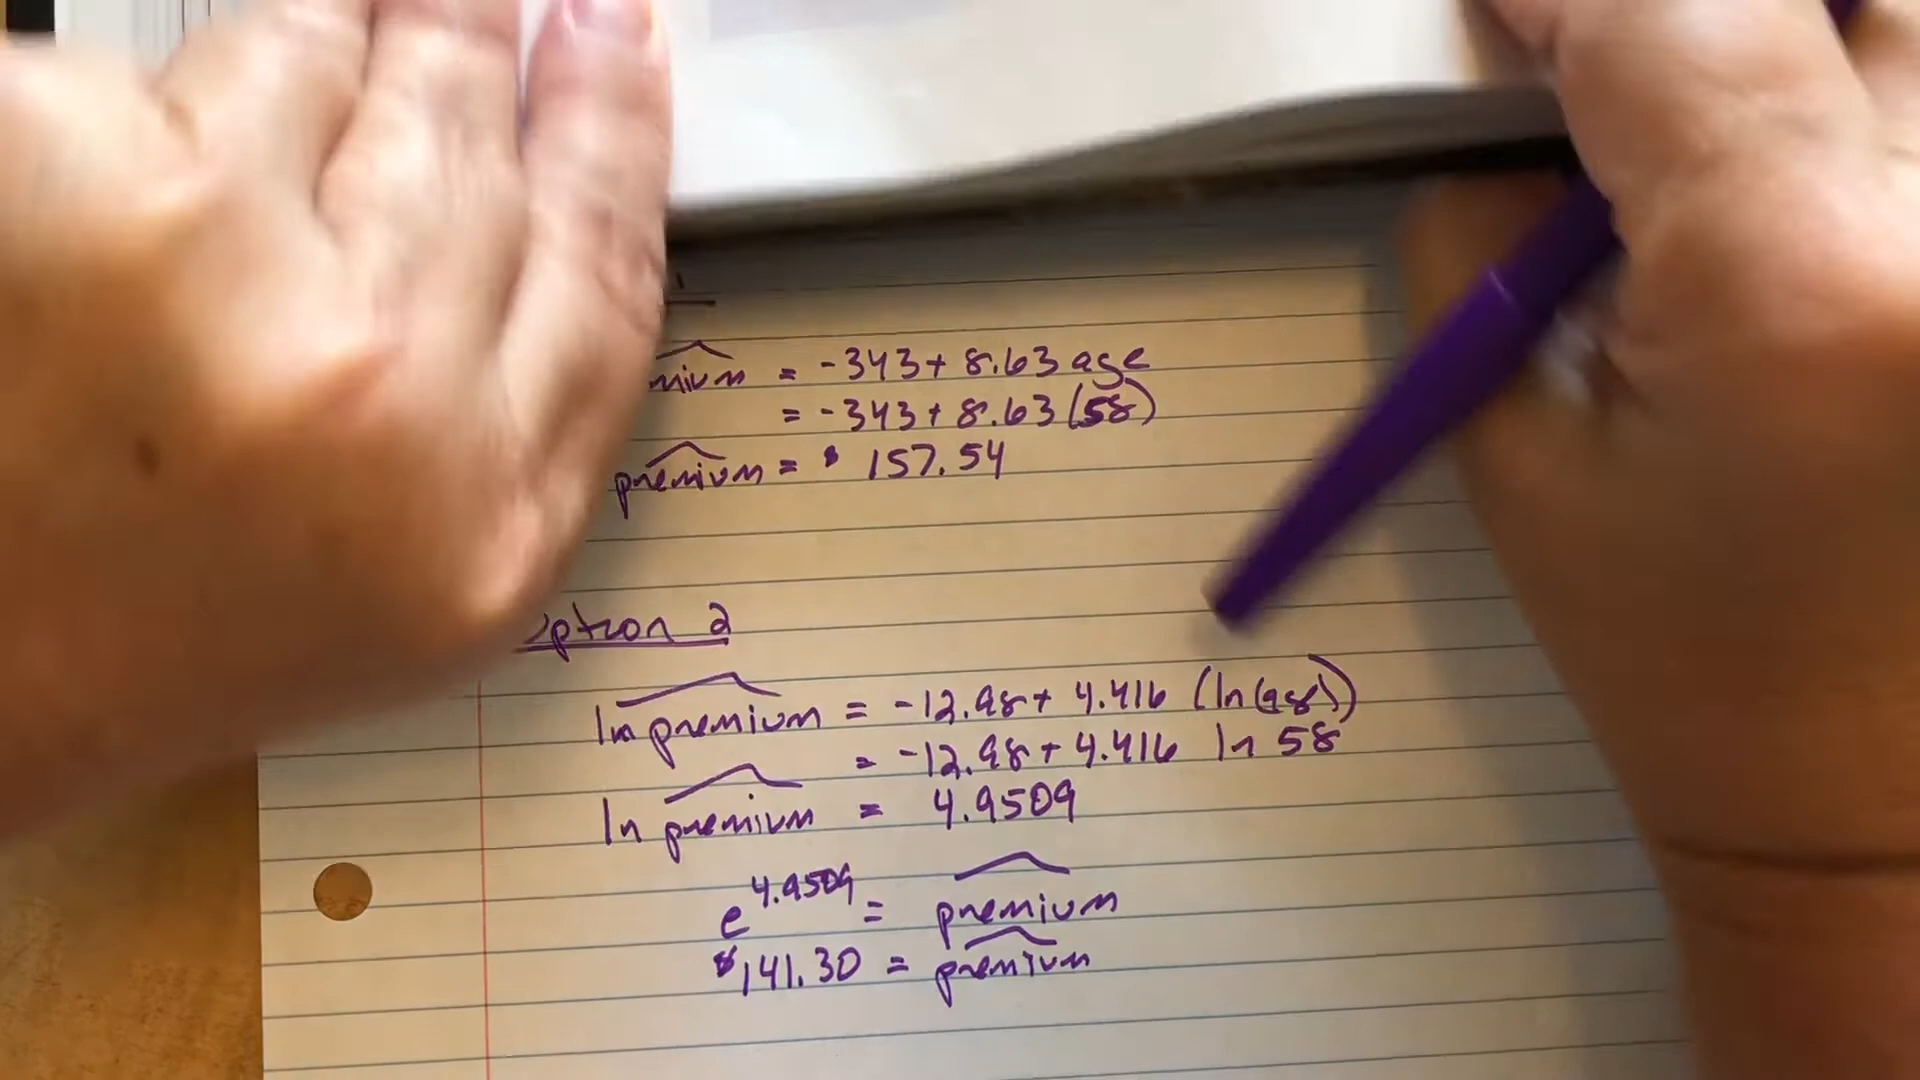 1
mium = -343 + 8.63 age
= -343 + 8.63 (58)
premium = $ 157.54
ption 2
ln premium = -12.98 + 4.416 (ln(age))
= -12.98 + 4.416 ln 58
ln premium = 4.9509
e^4.9509 = premium
$141.30 = premium